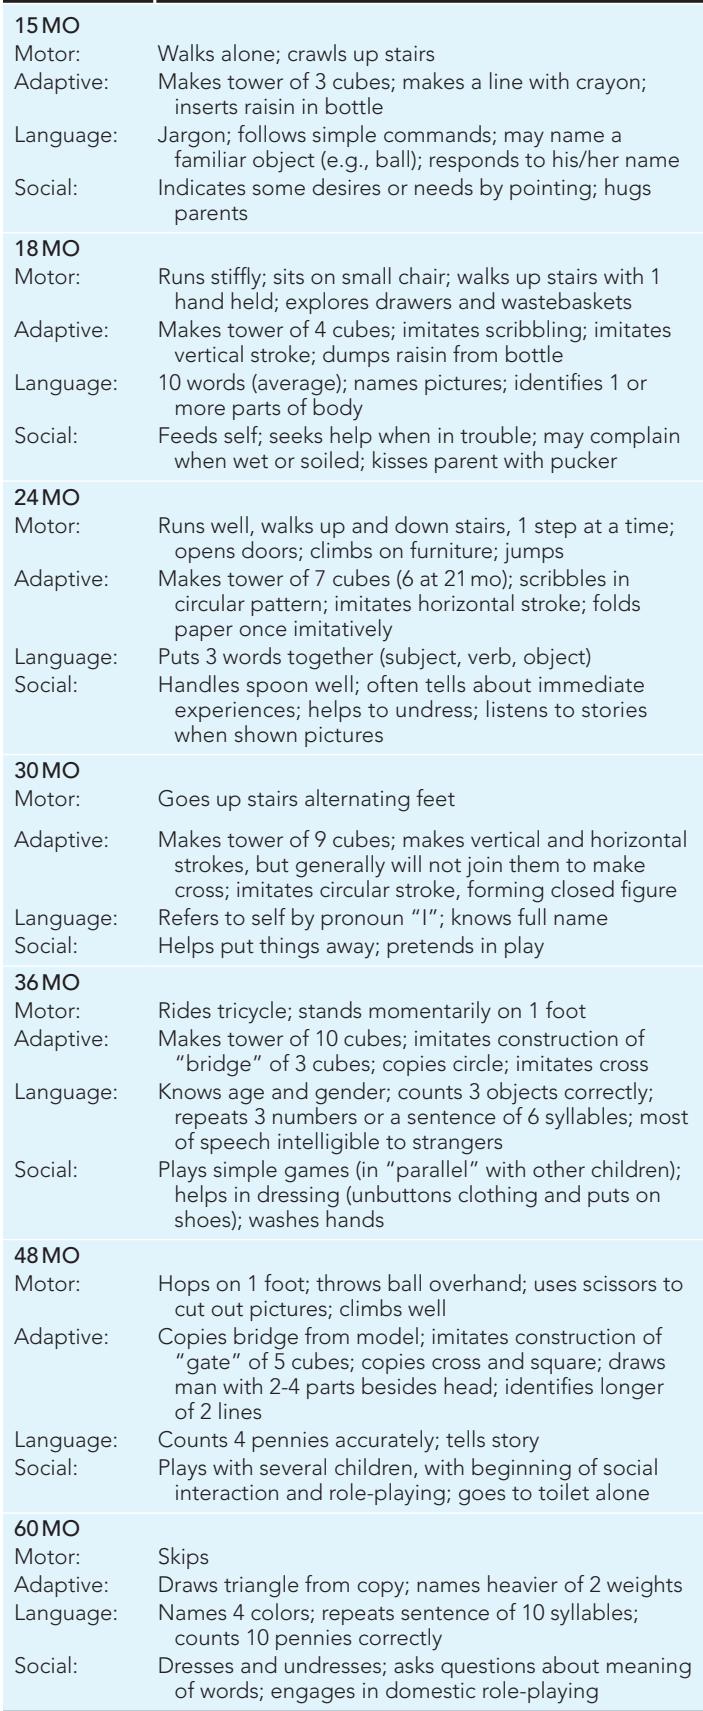 15 MO
Motor: Walks alone; crawls up stairs
Adaptive: Makes tower of 3 cubes; makes a line with crayon;
inserts raisin in bottle
Language: Jargon; follows simple commands; may name a
familiar object (e.g., ball); responds to his/her name
Social: Indicates some desires or needs by pointing; hugs
parents
18 MO
Motor: Runs stiffly; sits on small chair; walks up stairs with 1
hand held; explores drawers and wastebaskets
Adaptive: Makes tower of 4 cubes; imitates scribbling; imitates
vertical stroke; dumps raisin from bottle
Language: 10 words (average); names pictures; identifies 1 or
more parts of body
Social: Feeds self; seeks help when in trouble; may complain
when wet or soiled; kisses parent with pucker
24 MO
Motor: Runs well, walks up and down stairs, 1 step at a time;
opens doors; climbs on furniture; jumps
Adaptive: Makes tower of 7 cubes (6 at 21 mo); scribbles in
circular pattern; imitates horizontal stroke; folds
paper once imitatively
Language: Puts 3 words together (subject, verb, object)
Social: Handles spoon well; often tells about immediate
experiences; helps to undress; listens to stories
when shown pictures
30 MO
Motor: Goes up stairs alternating feet
Adaptive: Makes tower of 9 cubes; makes vertical and horizontal
strokes, but generally will not join them to make
cross; imitates circular stroke, forming closed figure
Language: Refers to self by pronoun “I”; knows full name
Social: Helps put things away; pretends in play
36 MO
Motor: Rides tricycle; stands momentarily on 1 foot
Adaptive: Makes tower of 10 cubes; imitates construction of
“bridge” of 3 cubes; copies circle; imitates cross
Language: Knows age and gender; counts 3 objects correctly;
repeats 3 numbers or a sentence of 6 syllables; most
of speech intelligible to strangers
Social: Plays simple games (in “parallel” with other children);
helps in dressing (unbuttons clothing and puts on
shoes); washes hands
48 MO
Motor: Hops on 1 foot; throws ball overhand; uses scissors to
cut out pictures; climbs well
Adaptive: Copies bridge from model; imitates construction of
“gate” of 5 cubes; copies cross and square; draws
man with 2-4 parts besides head; identifies longer
of 2 lines
Language: Counts 4 pennies accurately; tells story
Social: Plays with several children, with beginning of social
interaction and role-playing; goes to toilet alone
60 MO
Motor: Skips
Adaptive: Draws triangle from copy; names heavier of 2 weights
Language: Names 4 colors; repeats sentence of 10 syllables;
counts 10 pennies correctly
Social: Dresses and undresses; asks questions about meaning
of words; engages in domestic role-playing